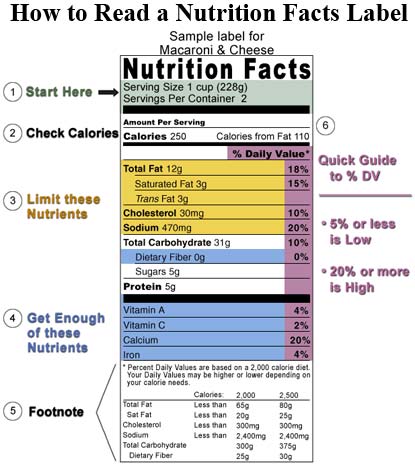 How to Read a Nutrition Facts Label
Sample label for
Macaroni & Cheese
Nutrition Facts
1 Start Here
Serving Size 1 cup (228g)
Servings Per Container 2
2 Check Calories
Amount Per Serving
Calories 250 Calories from Fat 110
% Daily Value*
3 Limit these
Nutrients
Total Fat 12g 18%
Saturated Fat 3g 15%
Trans Fat 3g
Cholesterol 30mg 10%
Sodium 470mg 20%
Total Carbohydrate 31g 10%
Dietary Fiber 0g 0%
Sugars 5g
Protein 5g
4 Get Enough
of these
Nutrients
Vitamin A 4%
Vitamin C 2%
Calcium 20%
Iron 4%
5 Footnote
* Percent Daily Values are based on a 2,000 calorie diet.
Your Daily Values may be higher or lower depending on
your calorie needs.
Calories: 2,000 2,500
Total Fat Less than 65g 80g
Sat Fat Less than 20g 25g
Cholesterol Less than 300mg 300mg
Sodium Less than 2,400mg 2,400mg
Total Carbohydrate 300g 375g
Dietary Fiber 25g 30g
6
Quick Guide
to % DV
• 5% or less
is Low
• 20% or more
is High